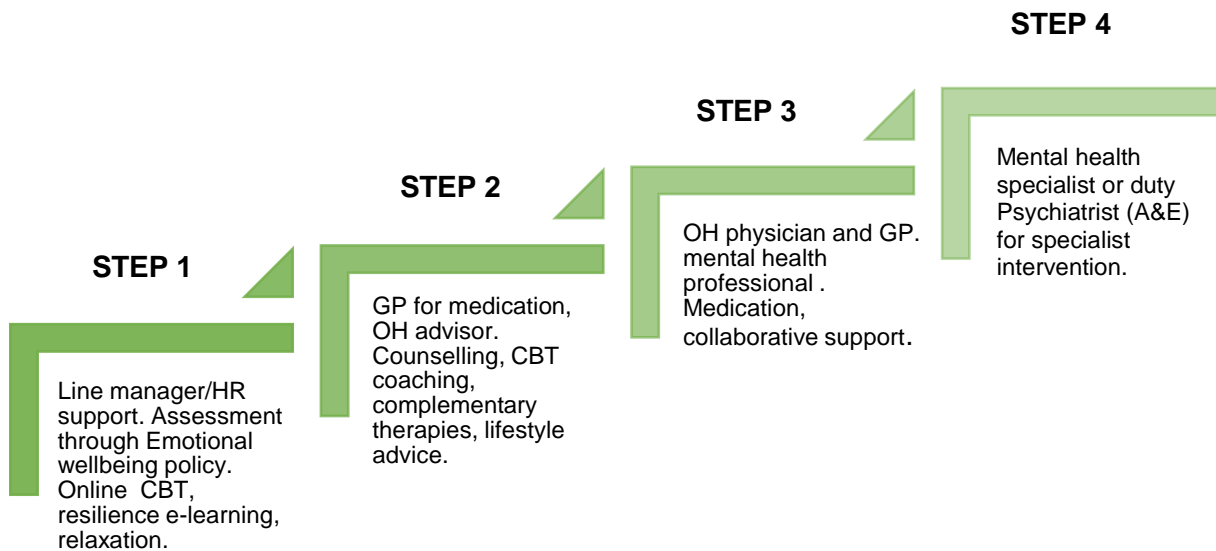 STEP 1
Line manager/HR
support. Assessment
through Emotional
wellbeing policy.
Online  CBT,
resilience e-learning,
relaxation.
STEP 2
GP for medication,
OH advisor.
Counselling, CBT
coaching,
complementary
therapies, lifestyle
advice.
STEP 3
OH physician and GP.
mental health
professional .
Medication,
collaborative support.
STEP 4
Mental health
specialist or duty
Psychiatrist (A&E)
for specialist
intervention.